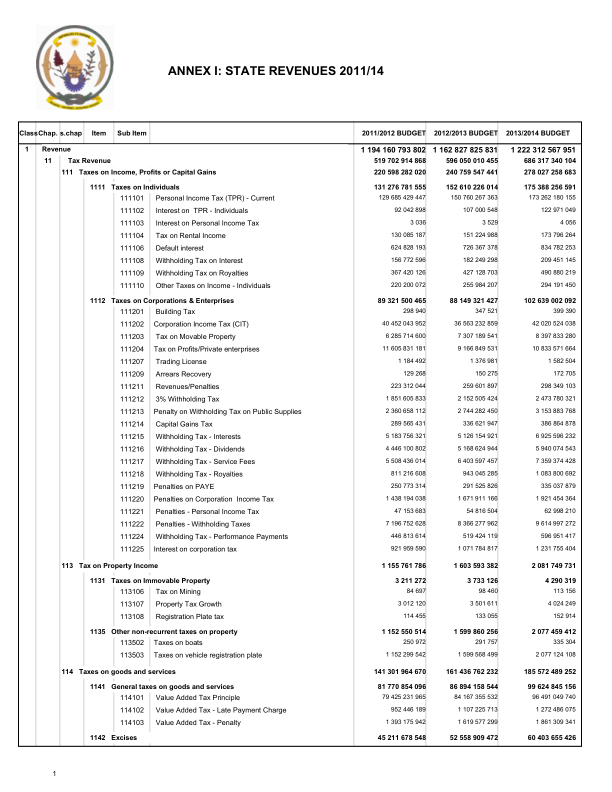 ANNEX I: STATE REVENUES 2011/14
Class Chap. s.chap Item Sub Item 2011/2012 BUDGET 2012/2013 BUDGET 2013/2014 BUDGET
1 Revenue 1 194 160 793 802 1 162 827 825 831 1 222 312 567 951
11 Tax Revenue 519 702 914 868 596 050 010 455 686 317 340 104
111 Taxes on Income, Profits or Capital Gains 220 598 282 020 240 759 547 441 278 027 258 683
1111 Taxes on Individuals 131 276 781 555 152 610 226 014 175 388 256 591
111101 Personal Income Tax (TPR) - Current 129 685 429 447 150 760 267 363 173 262 180 155
111102 Interest on TPR - Individuals 92 042 898 107 000 548 122 971 049
111103 Interest on Personal Income Tax 3 036 3 529 4 056
111104 Tax on Rental Income 130 085 187 151 224 988 173 796 264
111106 Default interest 624 828 193 726 367 378 834 782 253
111108 Withholding Tax on Interest 156 772 596 182 249 298 209 451 145
111109 Withholding Tax on Royalties 367 420 126 427 128 703 490 880 219
111110 Other Taxes on Income - Individuals 220 200 072 255 984 207 294 191 450
1112 Taxes on Corporations & Enterprises 89 321 500 465 88 149 321 427 102 639 002 092
111201 Building Tax 298 940 347 521 399 390
111202 Corporation Income Tax (CIT) 40 452 043 952 36 563 232 859 42 020 524 038
111203 Tax on Movable Property 6 285 714 600 7 307 189 541 8 397 833 280
111204 Tax on Profits/Private enterprises 11 605 831 181 9 166 849 531 10 833 571 664
111207 Trading License 1 184 492 1 376 981 1 582 504
111209 Arrears Recovery 129 268 150 275 172 705
111211 Revenues/Penalties 223 312 044 259 601 897 298 349 103
111212 3% Withholding Tax 1 851 605 833 2 152 505 424 2 473 780 321
111213 Penalty on Withholding Tax on Public Supplies 2 360 658 112 2 744 282 450 3 153 883 768
111214 Capital Gains Tax 289 565 431 336 621 947 386 864 878
111215 Withholding Tax - Interests 5 183 756 321 5 126 154 921 6 925 596 232
111216 Withholding Tax - Dividends 4 446 100 802 5 168 624 944 5 940 074 543
111217 Withholding Tax - Service Fees 5 508 436 014 6 403 597 457 7 359 374 428
111218 Withholding Tax - Royalties 811 216 608 943 045 285 1 083 800 692
111219 Penalties on PAYE 250 773 314 291 525 826 335 037 879
111220 Penalties on Corporation Income Tax 1 438 194 038 1 671 911 166 1 921 454 364
111221 Penalties - Personal Income Tax 47 153 683 54 816 504 62 998 210
111222 Penalties - Withholding Taxes 7 196 752 628 8 366 277 962 9 614 997 272
111224 Withholding Tax - Performance Payments 446 813 614 519 424 119 596 951 417
111225 Interest on corporation tax 921 959 590 1 071 784 817 1 231 755 404
113 Tax on Property Income 1 155 761 786 1 603 593 382 2 081 749 731
1131 Taxes on Immovable Property 3 211 272 3 733 126 4 290 319
113106 Tax on Mining 84 697 98 460 113 156
113107 Property Tax Growth 3 012 120 3 501 611 4 024 249
113108 Registration Plate tax 114 455 133 055 152 914
1135 Other non-recurrent taxes on property 1 152 550 514 1 599 860 256 2 077 459 412
113502 Taxes on boats 250 972 291 757 335 304
113503 Taxes on vehicle registration plate 1 152 299 542 1 599 568 499 2 077 124 108
114 Taxes on goods and services 141 301 964 670 161 436 762 232 185 572 489 252
1141 General taxes on goods and services 81 770 854 096 86 894 158 544 99 624 845 156
114101 Value Added Tax Principle 79 425 231 965 84 167 355 532 96 491 049 740
114102 Value Added Tax - Late Payment Charge 952 446 189 1 107 225 713 1 272 486 075
114103 Value Added Tax - Penalty 1 393 175 942 1 619 577 299 1 861 309 341
1142 Excises 45 211 678 548 52 558 909 472 60 403 655 426
1